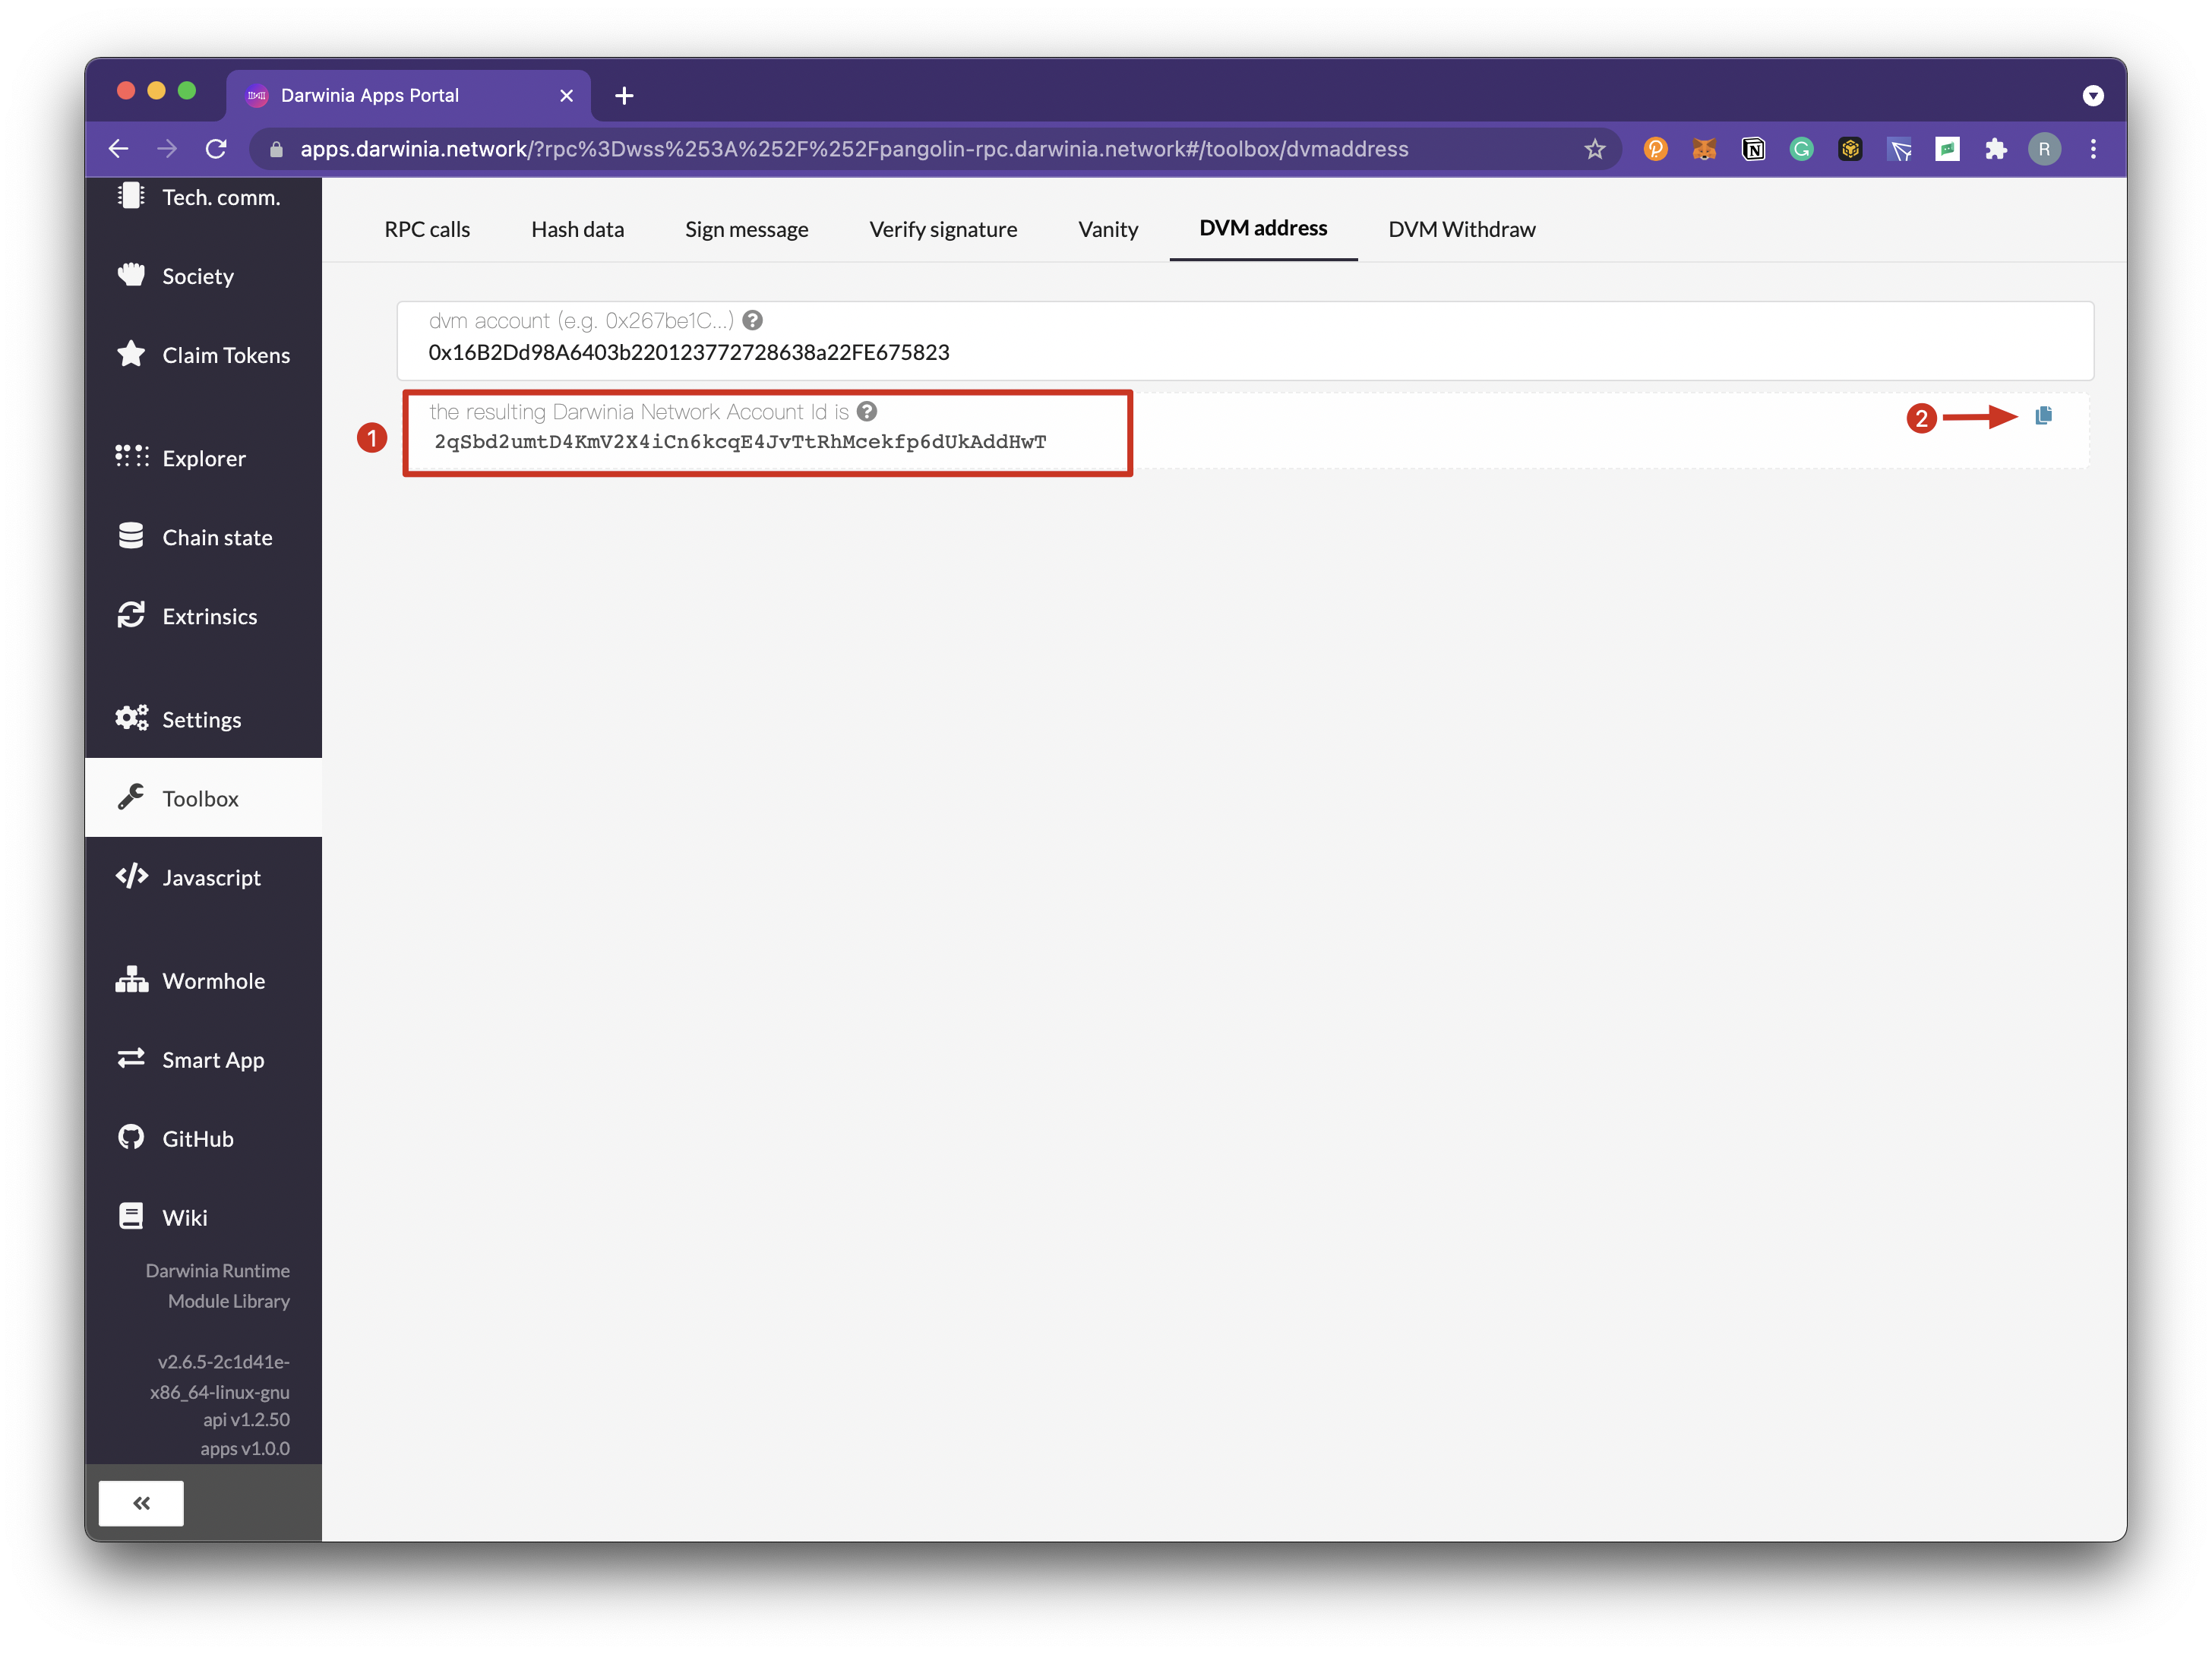 Darwinia Apps Portal
apps.darwinia.network/?rpc%3Dwss%253A%252F%252Fpangolin-rpc.darwinia.network#/toolbox/dvmaddress
R
Tech. comm.
Society
Claim Tokens
Explorer
Chain state
Extrinsics
Settings
Toolbox
Javascript
Wormhole
Smart App
GitHub
Wiki
Darwinia Runtime
Module Library
v2.6.5-2c1d41e-
x86_64-linux-gnu
api v1.2.50
apps v1.0.0
RPC calls
Hash data
Sign message
Verify signature
Vanity
DVM address
DVM Withdraw
dvm account (e.g. 0x267be1C...)
0x16B2Dd98A6403b220123772728638a22FE675823
1
the resulting Darwinia Network Account Id is
2qSbd2umtD4KmV2X4iCn6kcqE4JvTtRhMcekfp6dUkAddHwT
2